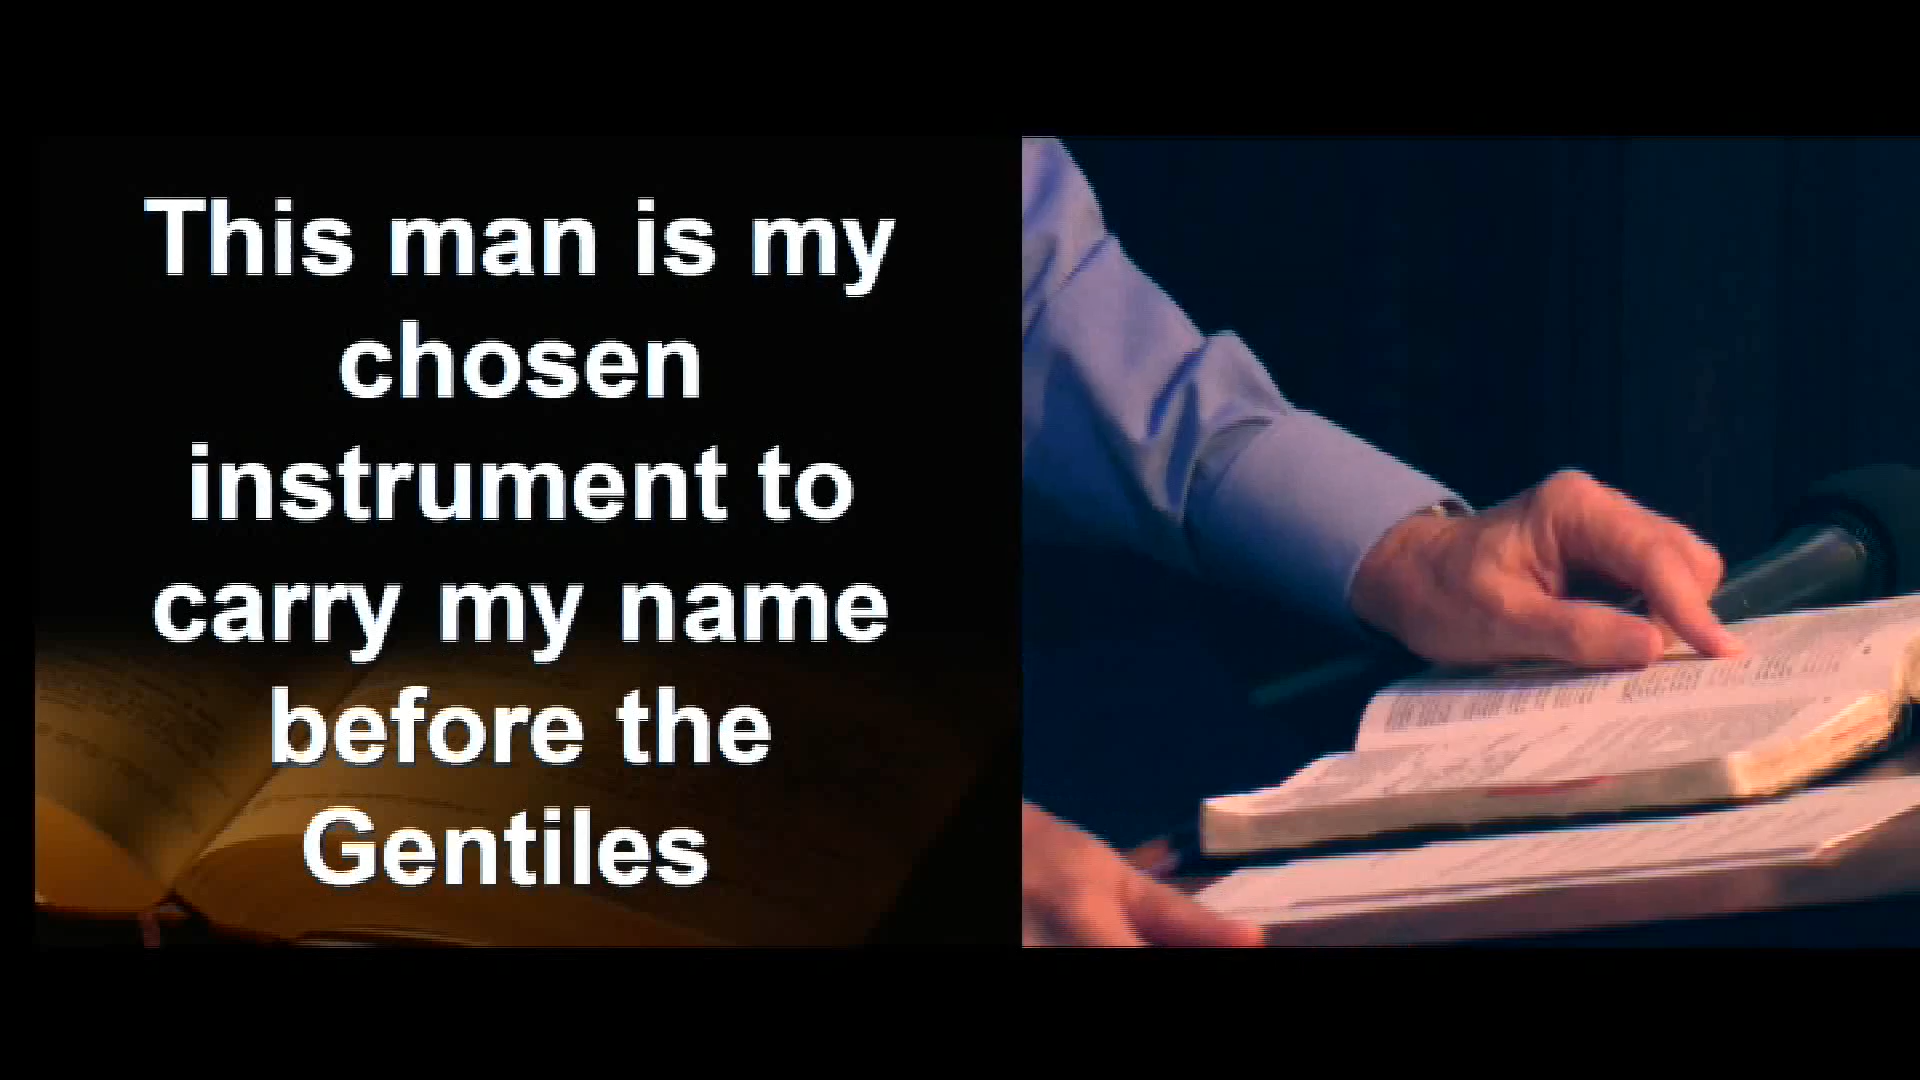 This man is my
chosen
instrument to
carry my name
before the
Gentiles